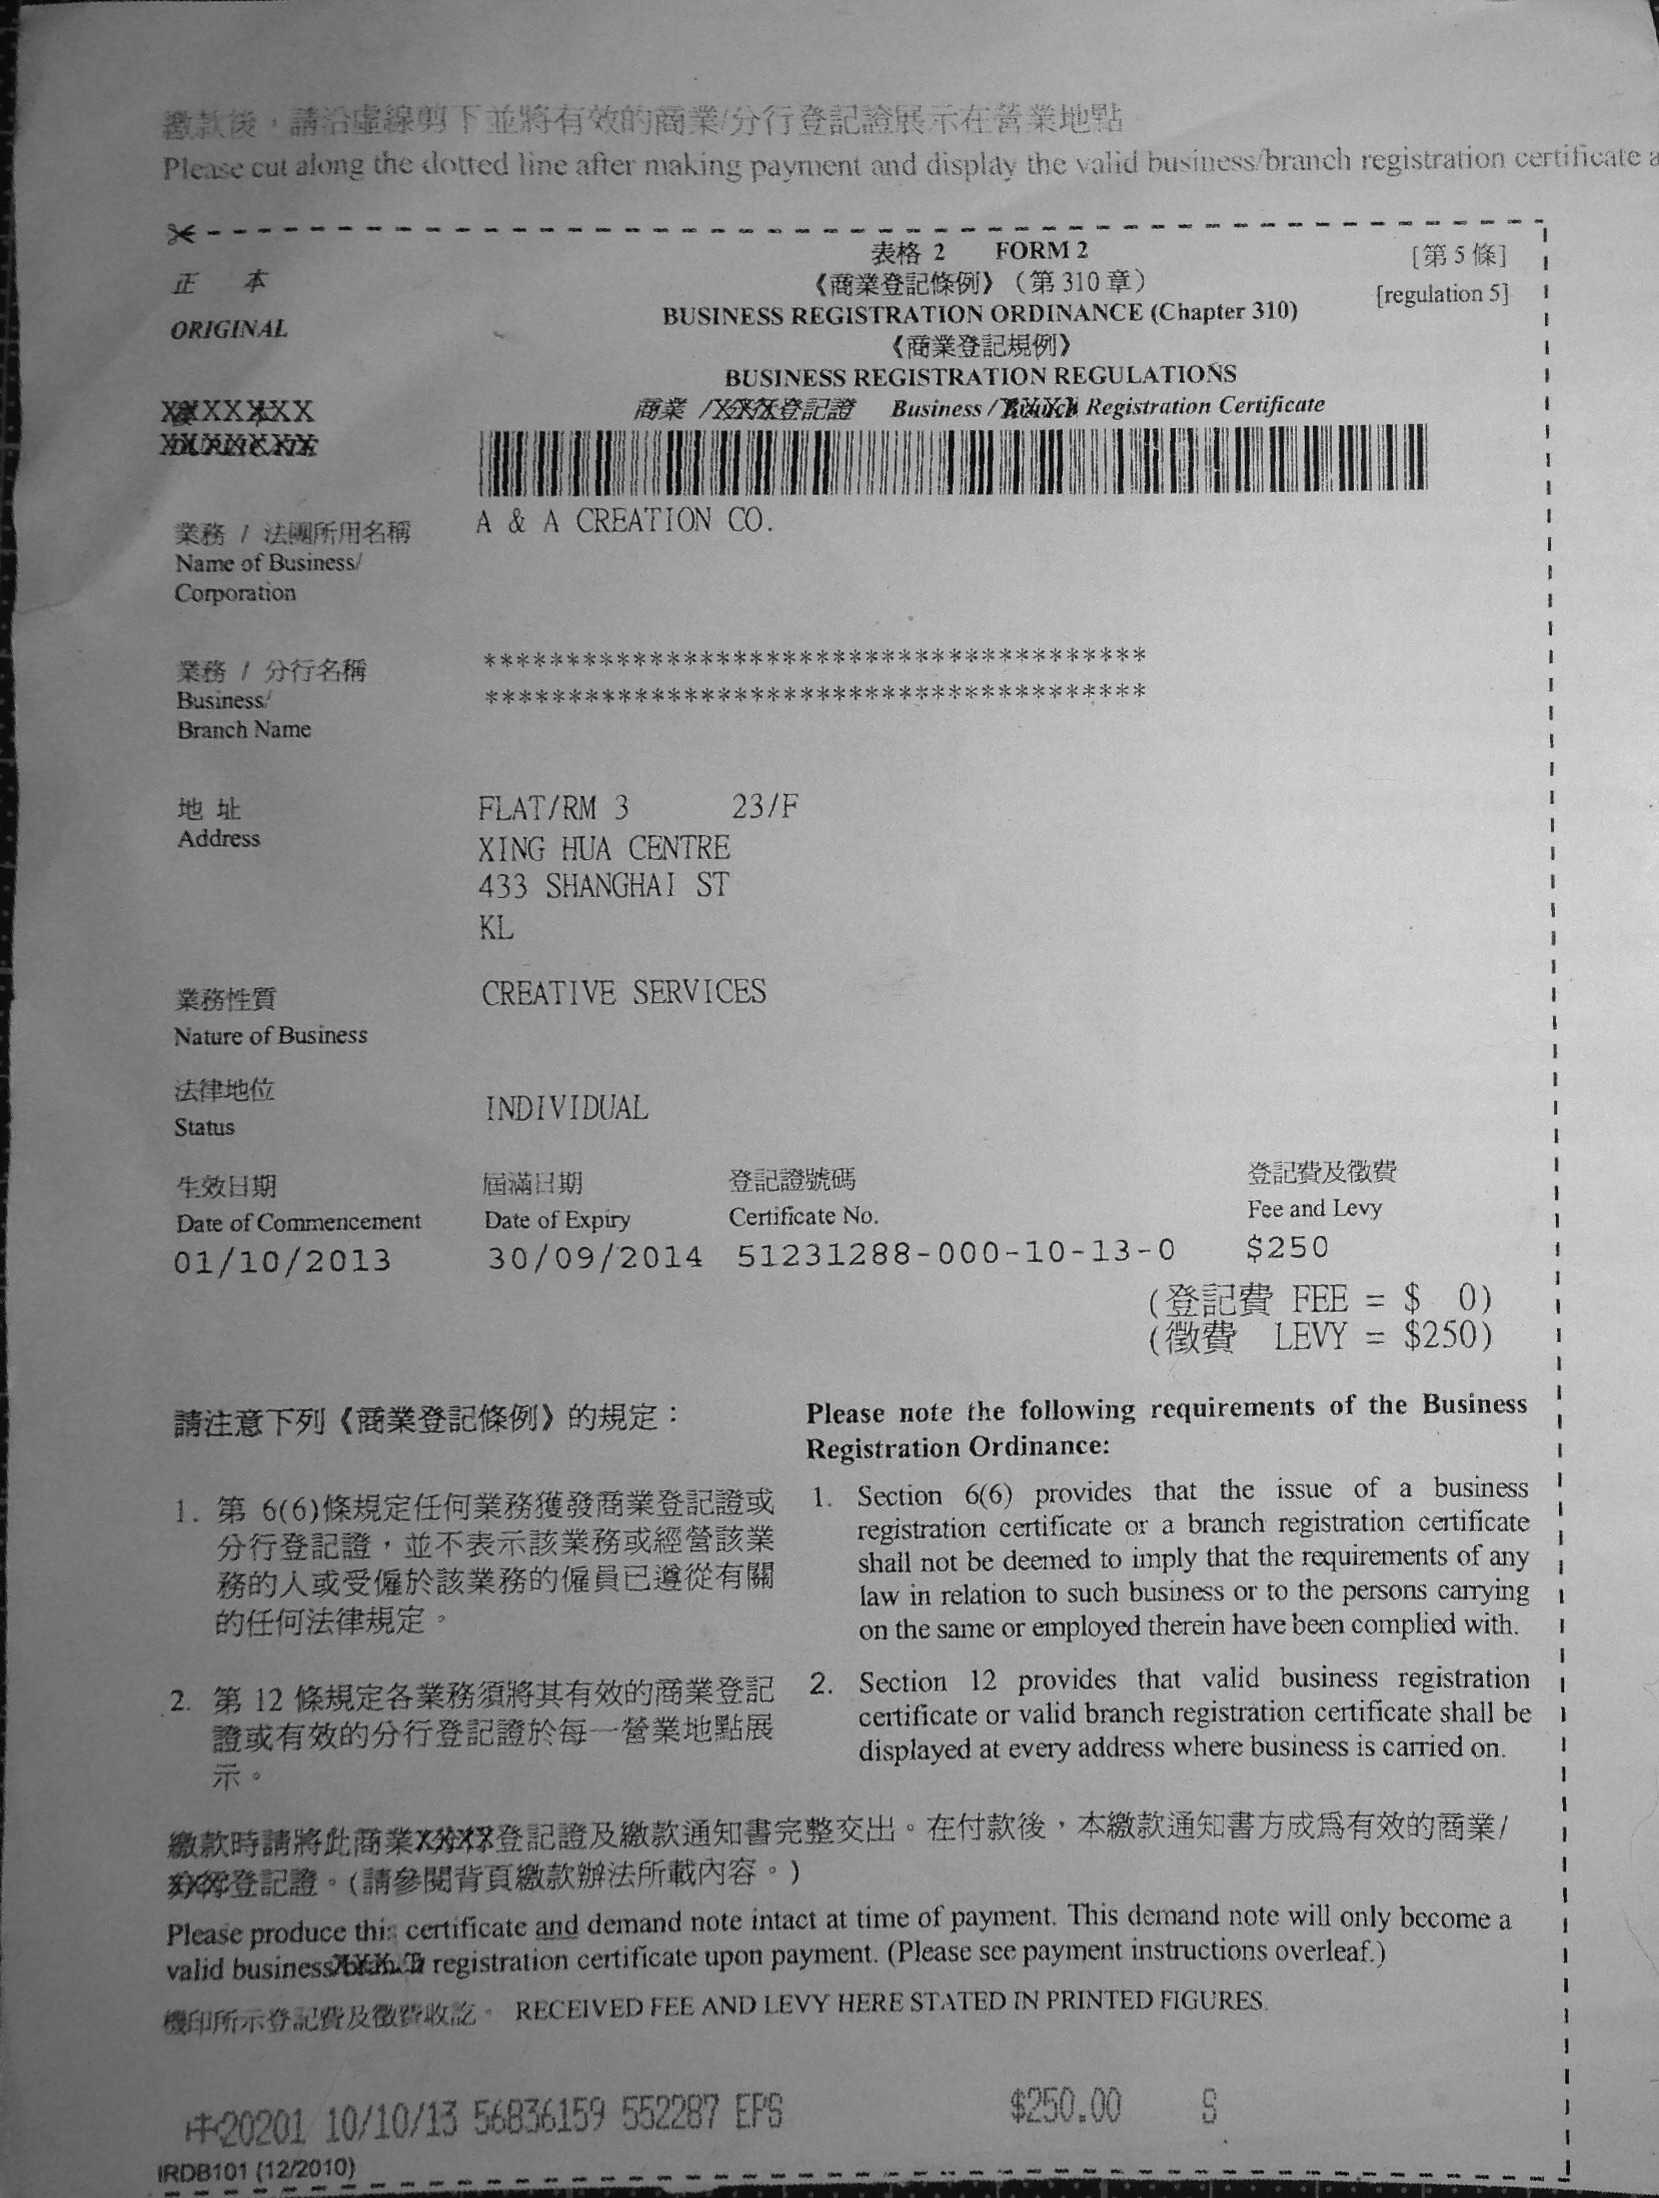 繳款後，請沿虛線剪下並將有效的商業/分行登記證展示在營業地點
Please cut along the dotted line after making payment and display the valid business/branch registration certificate a
表格 2 FORM 2
[第 5 條]
正 本
《商業登記條例》（第 310 章）
[regulation 5]
ORIGINAL
BUSINESS REGISTRATION ORDINANCE (Chapter 310)
《商業登記規例》
BUSINESS REGISTRATION REGULATIONS
XXXXXXX
商業 /XXXX登記證 Business / XXXXX Registration Certificate
業務 / 法團所用名稱
A & A CREATION CO.
Name of Business/
Corporation
業務 / 分行名稱
****************************************
Business/
****************************************
Branch Name
地 址
FLAT/RM 3 23/F
Address
XING HUA CENTRE
433 SHANGHAI ST
KL
業務性質
CREATIVE SERVICES
Nature of Business
法律地位
INDIVIDUAL
Status
生效日期 屆滿日期 登記證號碼 登記費及徵費
Date of Commencement Date of Expiry Certificate No. Fee and Levy
01/10/2013 30/09/2014 51231288-000-10-13-0 $250
(登記費 FEE = $ 0)
(徵費 LEVY = $250)
請注意下列《商業登記條例》的規定：
1. 第 6(6)條規定任何業務獲發商業登記證或
分行登記證，並不表示該業務或經營該業
務的人或受僱於該業務的僱員已遵從有關
的任何法律規定。
2. 第 12 條規定各業務須將其有效的商業登記
證或有效的分行登記證於每一營業地點展
示。
Please note the following requirements of the Business
Registration Ordinance:
1. Section 6(6) provides that the issue of a business
registration certificate or a branch registration certificate
shall not be deemed to imply that the requirements of any
law in relation to such business or to the persons carrying
on the same or employed therein have been complied with.
2. Section 12 provides that valid business registration
certificate or valid branch registration certificate shall be
displayed at every address where business is carried on.
繳款時請將此商業登記證及繳款通知書完整交出。在付款後，本繳款通知書方成爲有效的商業/
登記證。(請參閱背頁繳款辦法所載內容。)
Please produce this certificate and demand note intact at time of payment. This demand note will only become a
valid business registration certificate upon payment. (Please see payment instructions overleaf.)
機印所示登記費及徵費收訖。 RECEIVED FEE AND LEVY HERE STATED IN PRINTED FIGURES.
20201 10/10/13 56836159 552287 EPS $250.00 S
IRDB101 (12/2010)